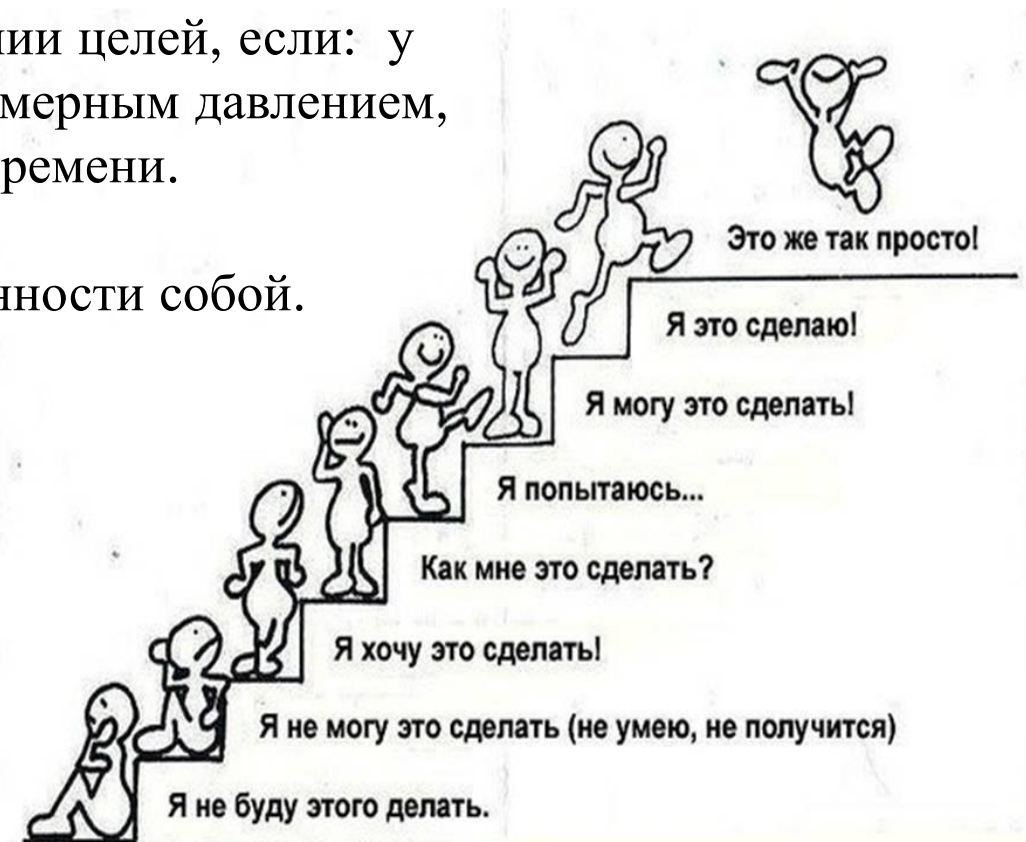 ии целей, если: у
мерным давлением,
ремени.
нности собой.
Это же так просто!
Я это сделаю!
Я могу это сделать!
Я попытаюсь...
Как мне это сделать?
Я хочу это сделать!
Я не могу это сделать (не умею, не получится)
Я не буду этого делать.